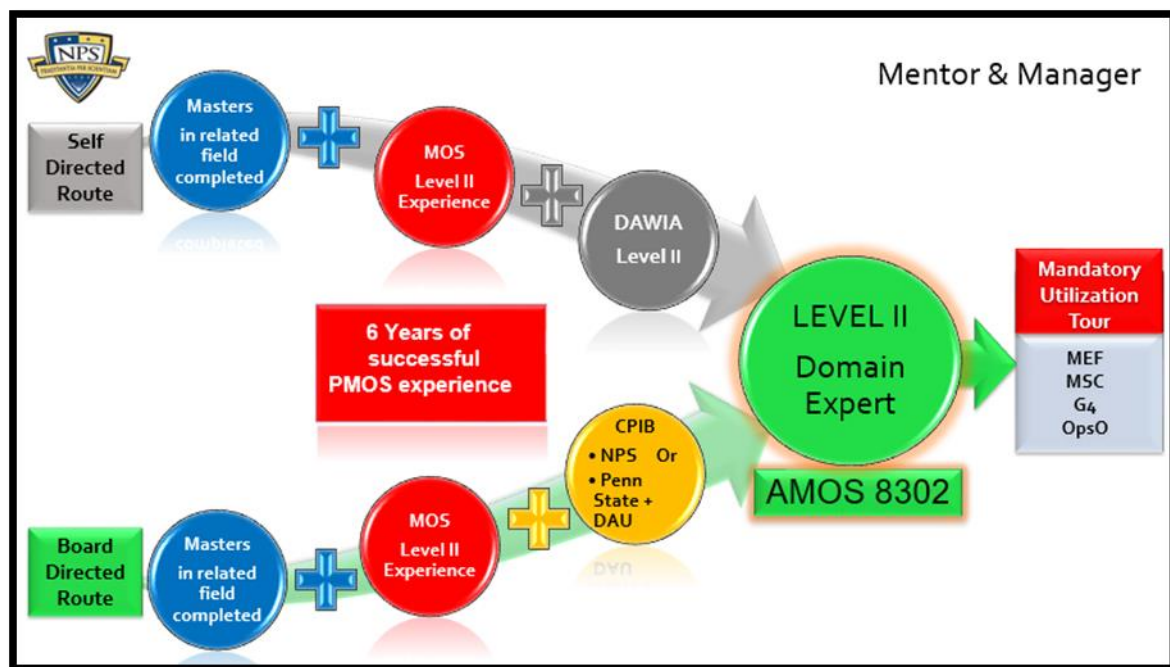 NPS
Mentor & Manager
Self
Directed
Route
Masters
in related
field
completed
MOS
Level II
Experience
DAWIA
Level II
6 Years of
successful
PMOS experience
LEVEL II
Domain
Expert
AMOS 8302
Mandatory
Utilization
Tour
MEF
MSC
G4
OpsO
Board
Directed
Route
Masters
in related
field
completed
MOS
Level II
Experience
CPIB
• NPS Or
• Penn
State +
DAU